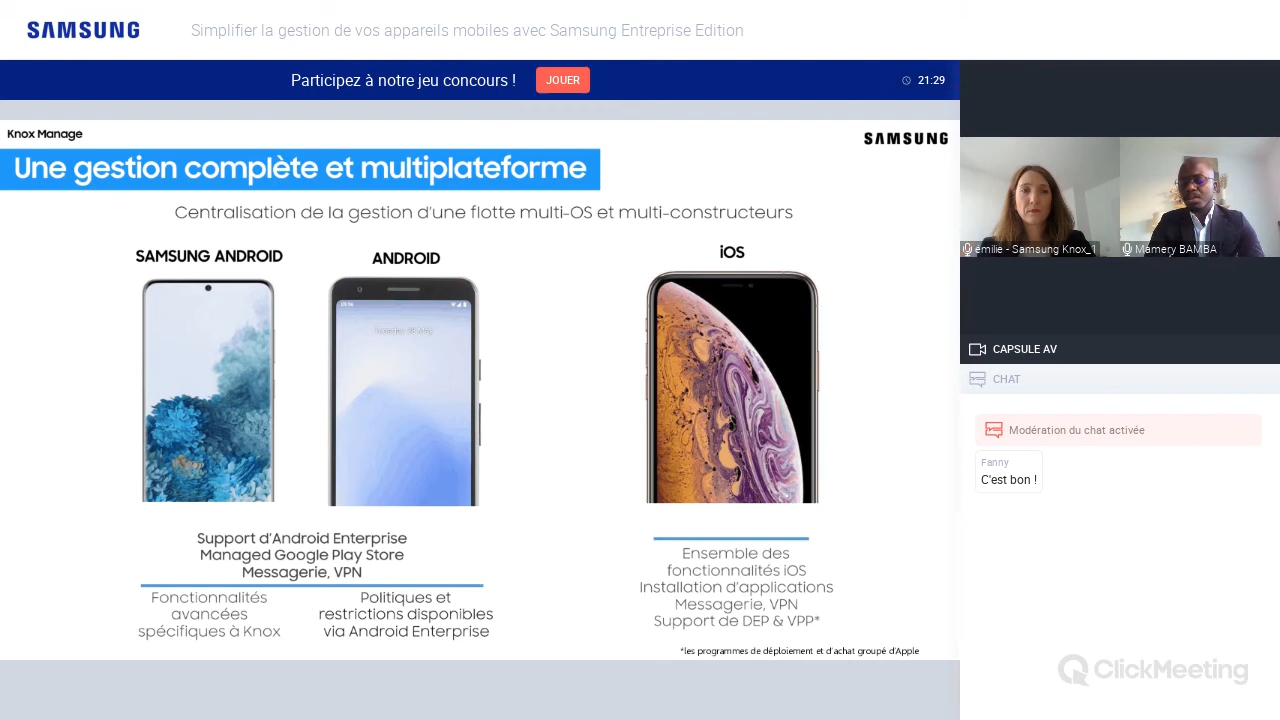 SAMSUNG
Simplifier la gestion de vos appareils mobiles avec Samsung Entreprise Edition
Participez à notre jeu concours !
JOUER
21:29
Knox Manage
SAMSUNG
Une gestion complète et multiplateforme
Centralisation de la gestion d'une flotte multi-OS et multi-constructeurs
SAMSUNG ANDROID
ANDROID
iOS
Support d'Android Enterprise
Managed Google Play Store
Messagerie, VPN
Fonctionnalités
avancées
spécifiques à Knox
Politiques et
restrictions disponibles
via Android Enterprise
Ensemble des
fonctionnalités iOS
Installation d'applications
Messagerie, VPN
Support de DEP & VPP*
*les programmes de déploiement et d'achat groupé d'Apple
émilie - Samsung Knox_1
Mamery BAMBA
CAPSULE AV
CHAT
Modération du chat activée
Fanny
C'est bon !
ClickMeeting